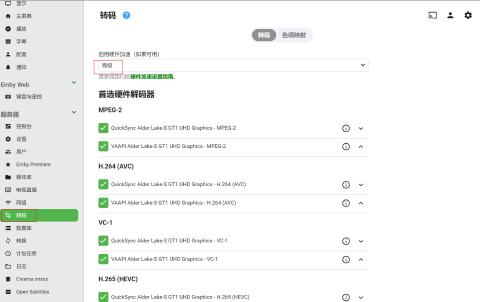 显示
主屏幕
播放
字幕
配置
通知
Emby Web
键盘与遥控
服务器
控制台
设置
用户
Emby Premiere
媒体库
电视直播
网络
转码
数据库
转换
计划任务
日志
Cinema Intros
Open Subtitles
转码
转码 色调映射
启用硬件加速（如果可用）
高级
请参阅我们的硬件加速设置指南.
首选硬件解码器
MPEG-2
QuickSync Alder Lake-S GT1 UHD Graphics - MPEG-2
VAAPI Alder Lake-S GT1 UHD Graphics - MPEG-2
H.264 (AVC)
QuickSync Alder Lake-S GT1 UHD Graphics - H.264 (AVC)
VAAPI Alder Lake-S GT1 UHD Graphics - H.264 (AVC)
VC-1
QuickSync Alder Lake-S GT1 UHD Graphics - VC-1
VAAPI Alder Lake-S GT1 UHD Graphics - VC-1
H.265 (HEVC)
QuickSync Alder Lake-S GT1 UHD Graphics - H.265 (HEVC)